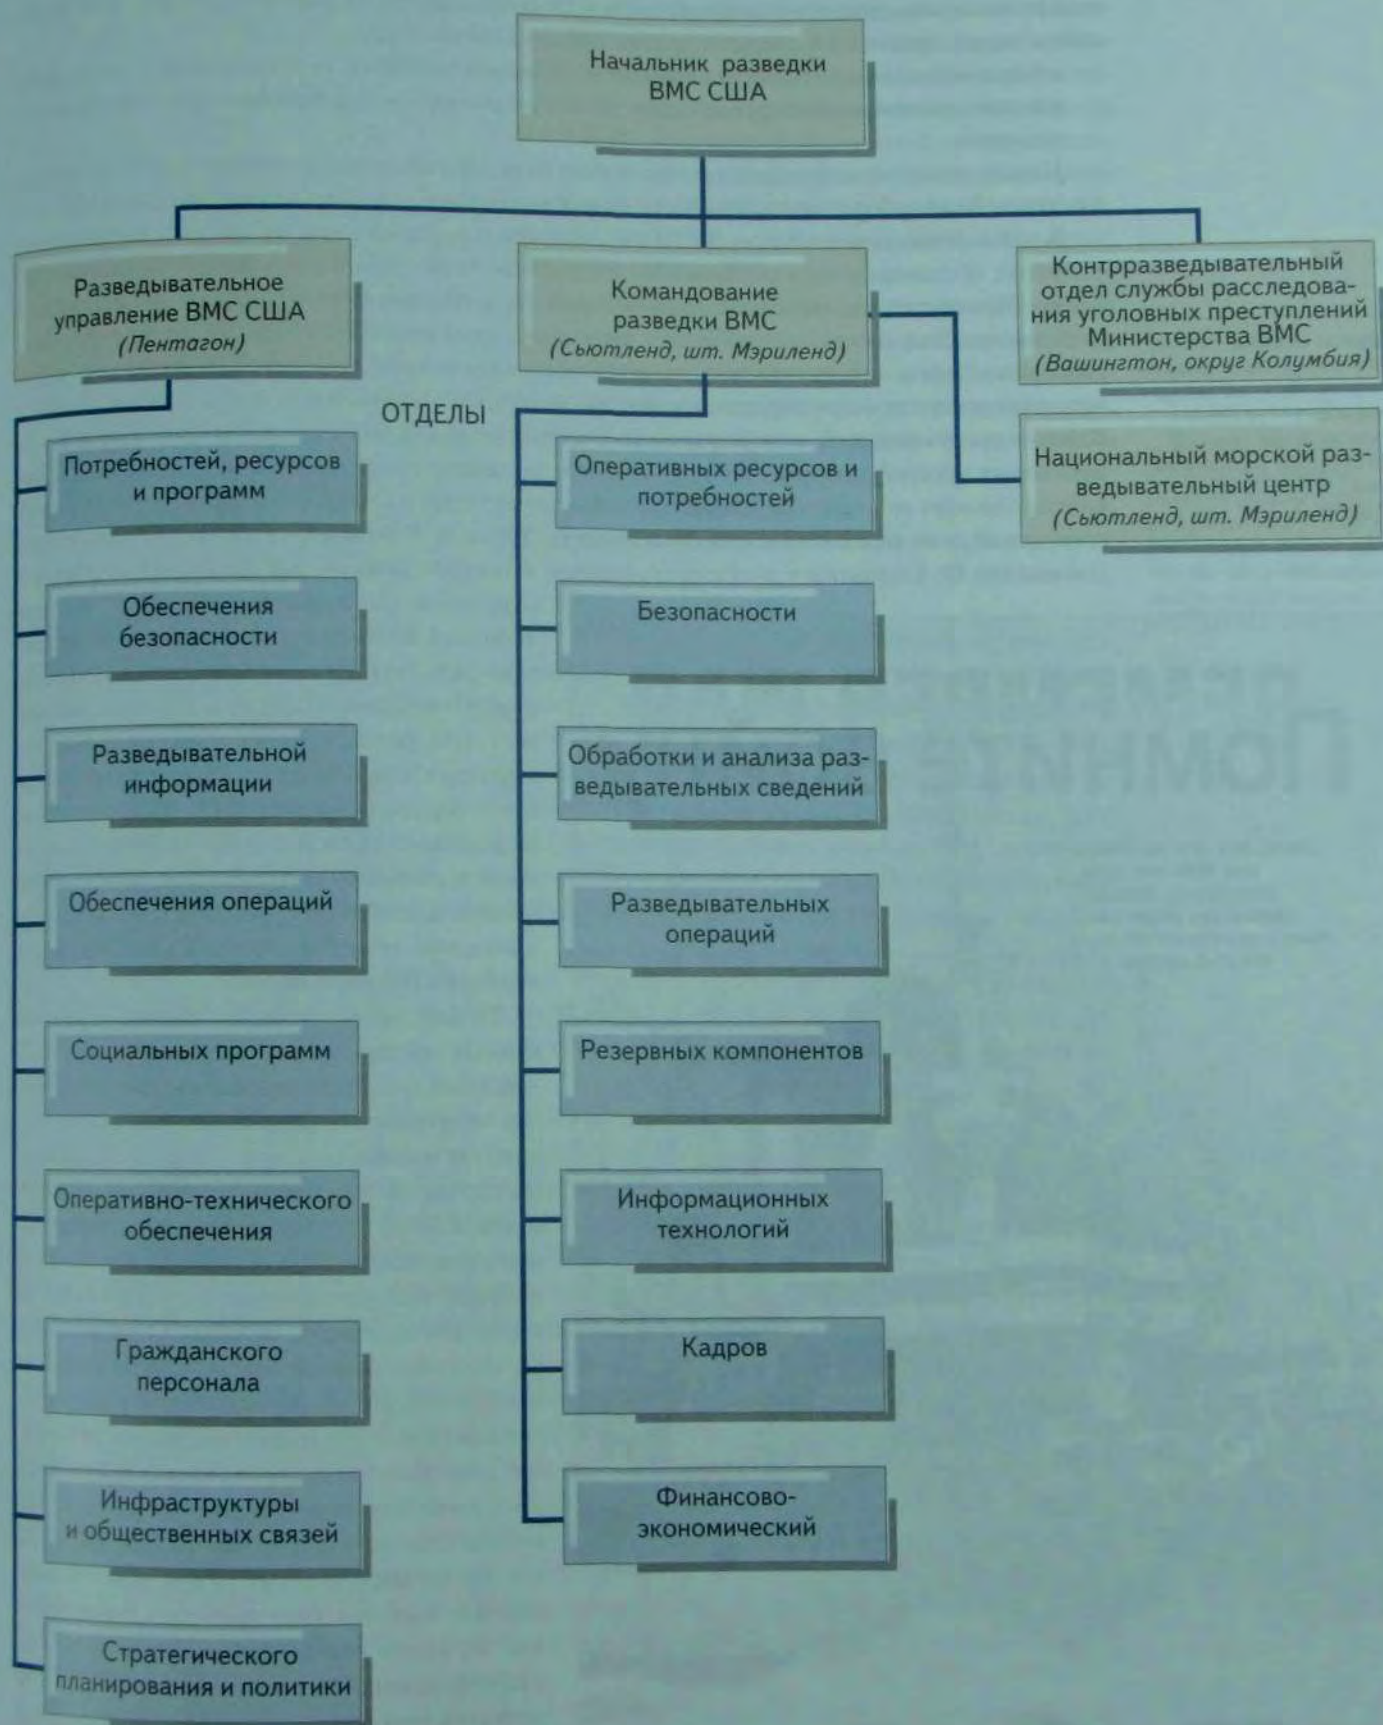 Начальник разведки
ВМС США
Разведывательное
управление ВМС США
(Пентагон)
Командование
разведки ВМС
(Сьютленд, шт. Мэриленд)
Контрразведывательный
отдел службы расследова-
ния уголовных преступлений
Министерства ВМС
(Вашингтон, округ Колумбия)
Национальный морской раз-
ведывательный центр
(Сьютленд, шт. Мэриленд)
ОТДЕЛЫ
Потребностей, ресурсов
и программ
Обеспечения
безопасности
Разведывательной
информации
Обеспечения операций
Социальных программ
Оперативно-технического
обеспечения
Гражданского
персонала
Инфраструктуры
и общественных связей
Стратегического
планирования и политики
Оперативных ресурсов и
потребностей
Безопасности
Обработки и анализа раз-
ведывательных сведений
Разведывательных
операций
Резервных компонентов
Информационных
технологий
Кадров
Финансово-
экономический